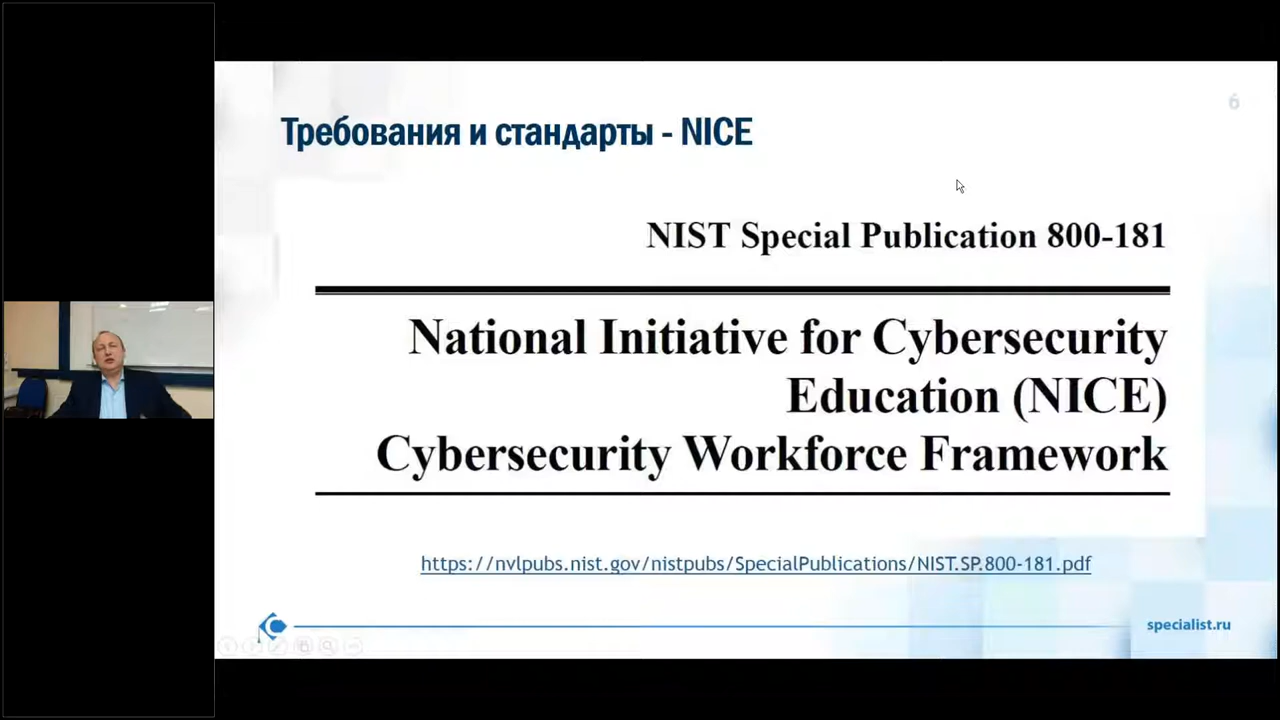 6
Требования и стандарты - NICE
NIST Special Publication 800-181
National Initiative for Cybersecurity
Education (NICE)
Cybersecurity Workforce Framework
https://nvlpubs.nist.gov/nistpubs/SpecialPublications/NIST.SP.800-181.pdf
specialist.ru